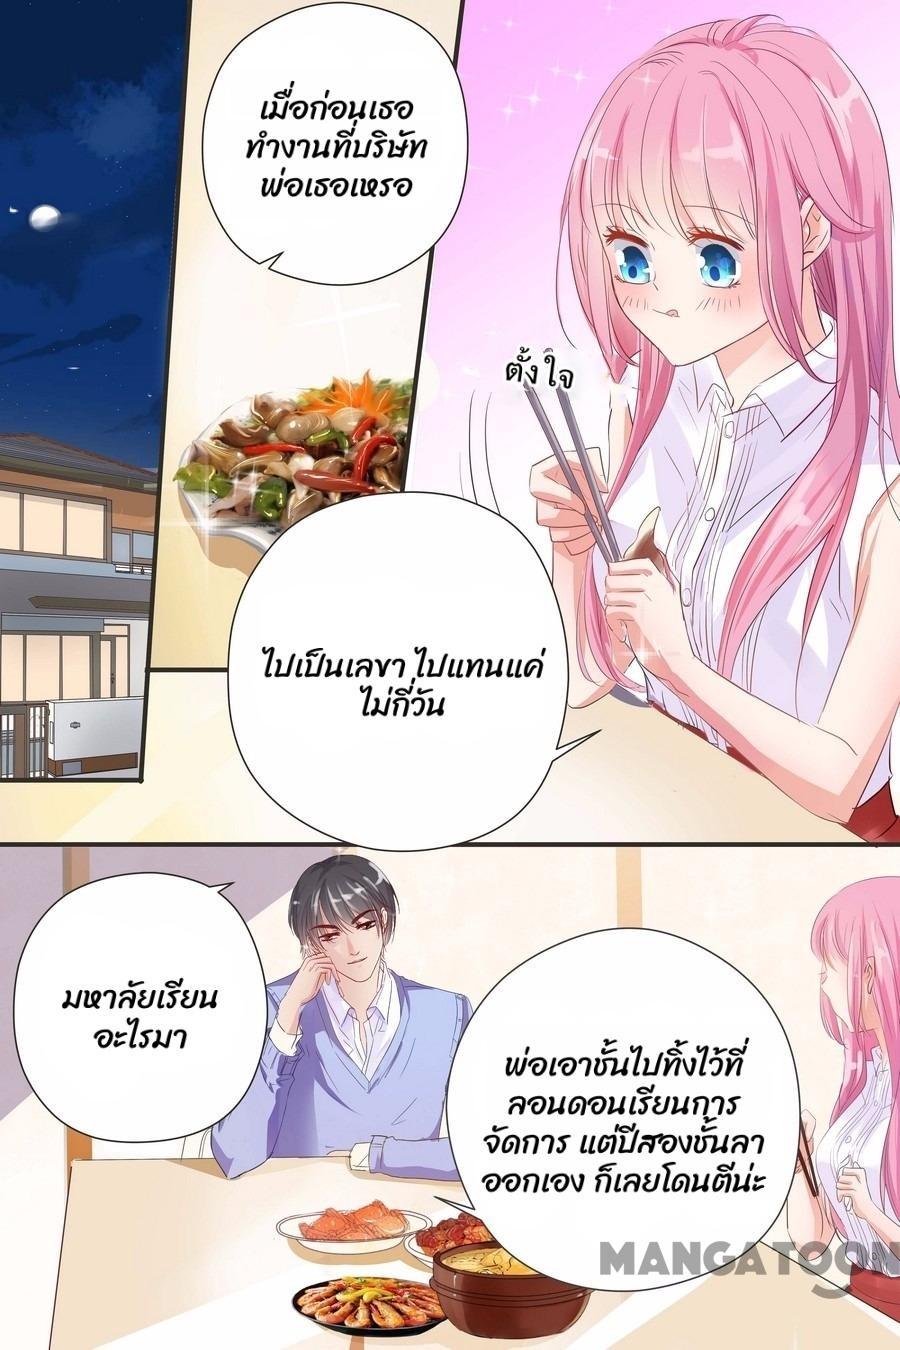 เมื่อก่อนเธอ
ทำงานที่บริษัท
พ่อเธอเหรอ
ตั้งใจ
ไปเป็นเลขา ไปแทนแค่
ไม่กี่วัน
มหาลัยเรียน
อะไรมา
พ่อเอาชั้นไปทิ้งไว้ที่
ลอนดอนเรียนการ
จัดการ แต่ปีสองชั้นลา
ออกเอง ก็เลยโดนตีน่ะ
MANGATOON